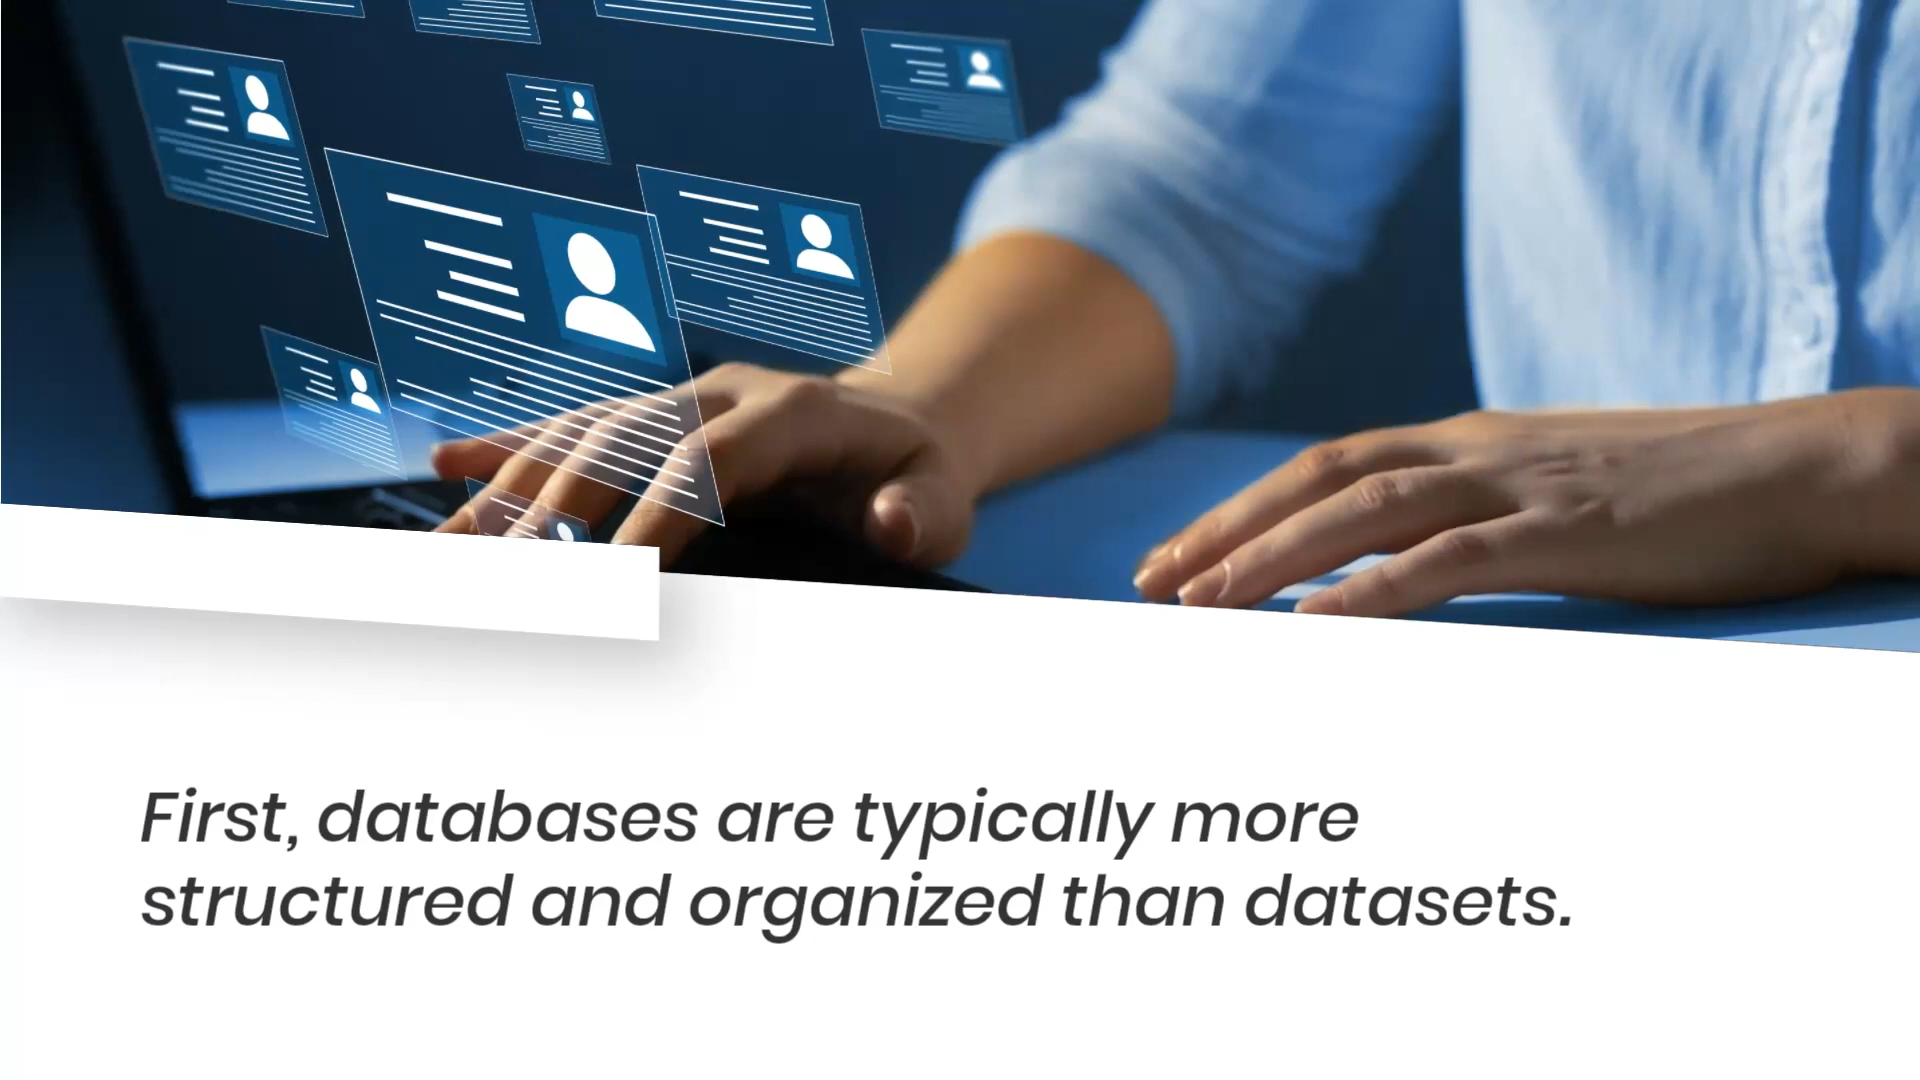 First, databases are typically more
structured and organized than datasets.